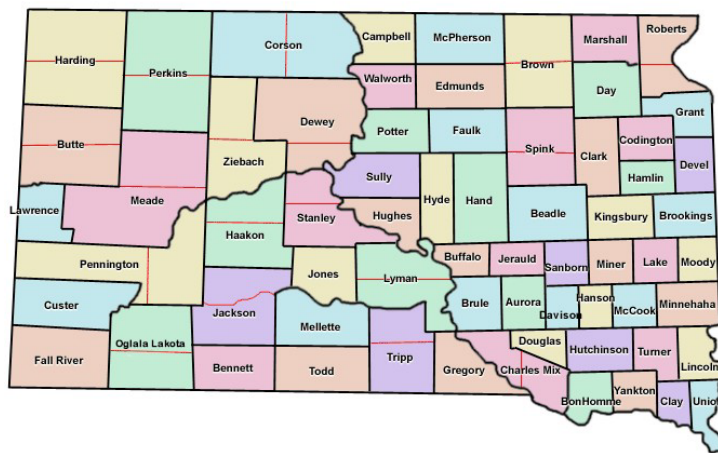 Harding
Perkins
Corson
Campbell
McPherson
Brown
Marshall
Roberts
Walworth
Edmunds
Day
Grant
Butte
Ziebach
Dewey
Potter
Faulk
Spink
Clark
Codington
Devel
Hamlin
Lawrence
Meade
Sully
Hyde
Hand
Beadle
Kingsbury
Brookings
Haakon
Stanley
Hughes
Pennington
Jones
Lyman
Buffalo
Jerauld
Sanborn
Miner
Lake
Moody
Custer
Jackson
Mellette
Brule
Aurora
Davison
Hanson
McCook
Minnehaha
Fall River
Oglala Lakota
Bennett
Todd
Tripp
Gregory
Charles Mix
Douglas
Hutchinson
Turner
Lincoln
BonHomme
Yankton
Clay
Union